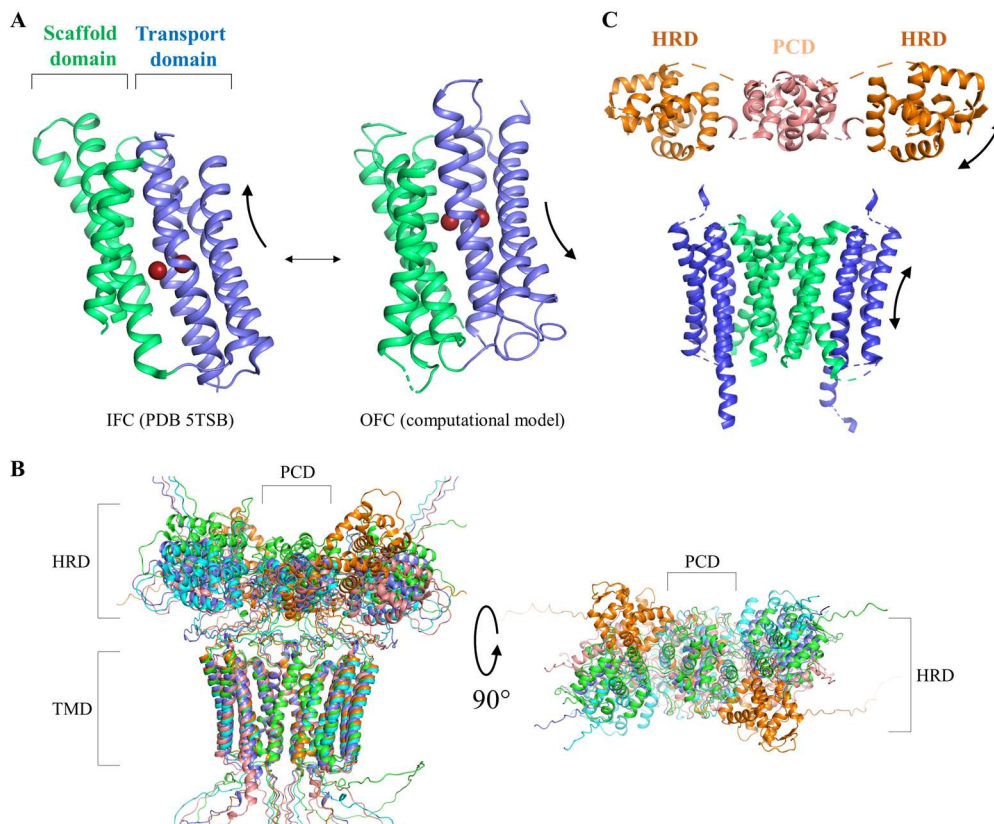 A
Scaffold domain
Transport domain
IFC (PDB 5TSB)
OFC (computational model)
C
HRD
PCD
HRD
B
PCD
HRD
TMD
90°
PCD
HRD